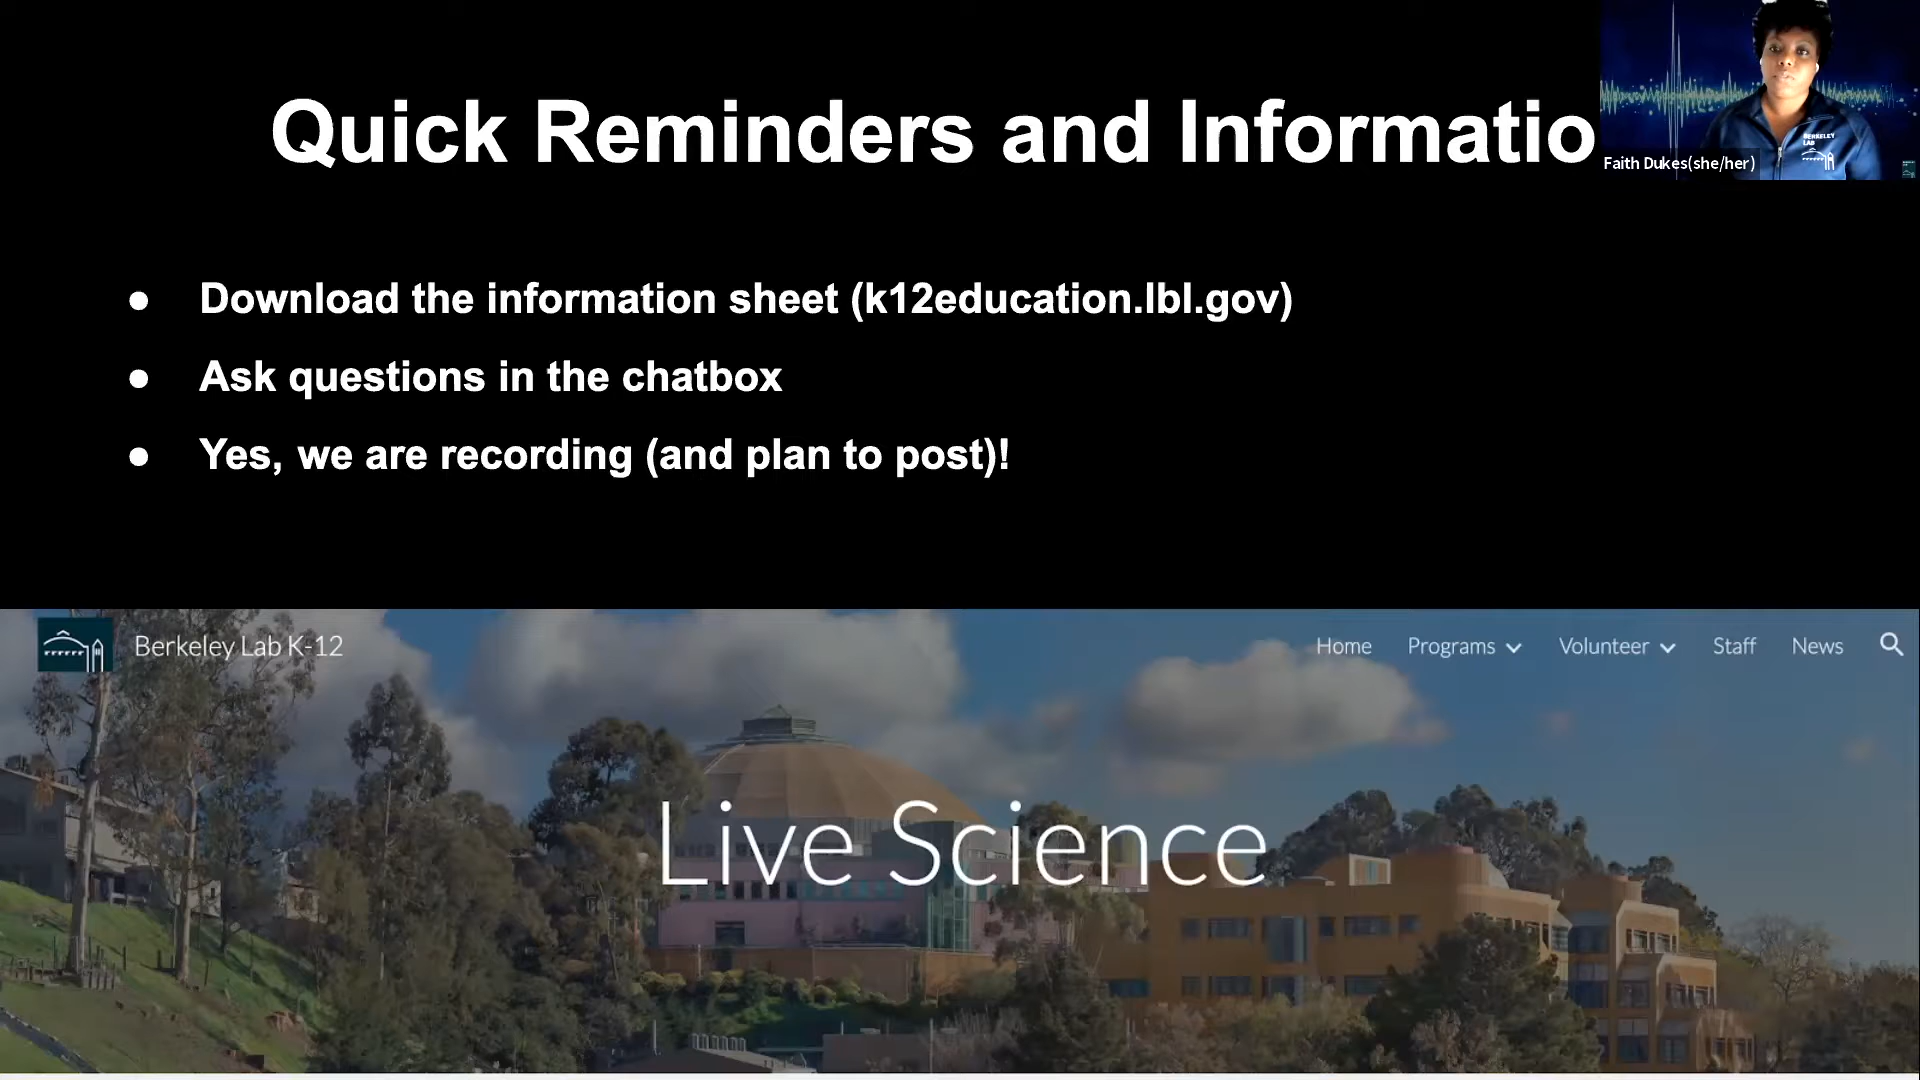 Quick Reminders and Informatio
Faith Dukes(she/her)
BERKELEY
LAB
● Download the information sheet (k12education.lbl.gov)
● Ask questions in the chatbox
● Yes, we are recording (and plan to post)!
Berkeley Lab K-12
Home Programs Volunteer Staff News
Live Science